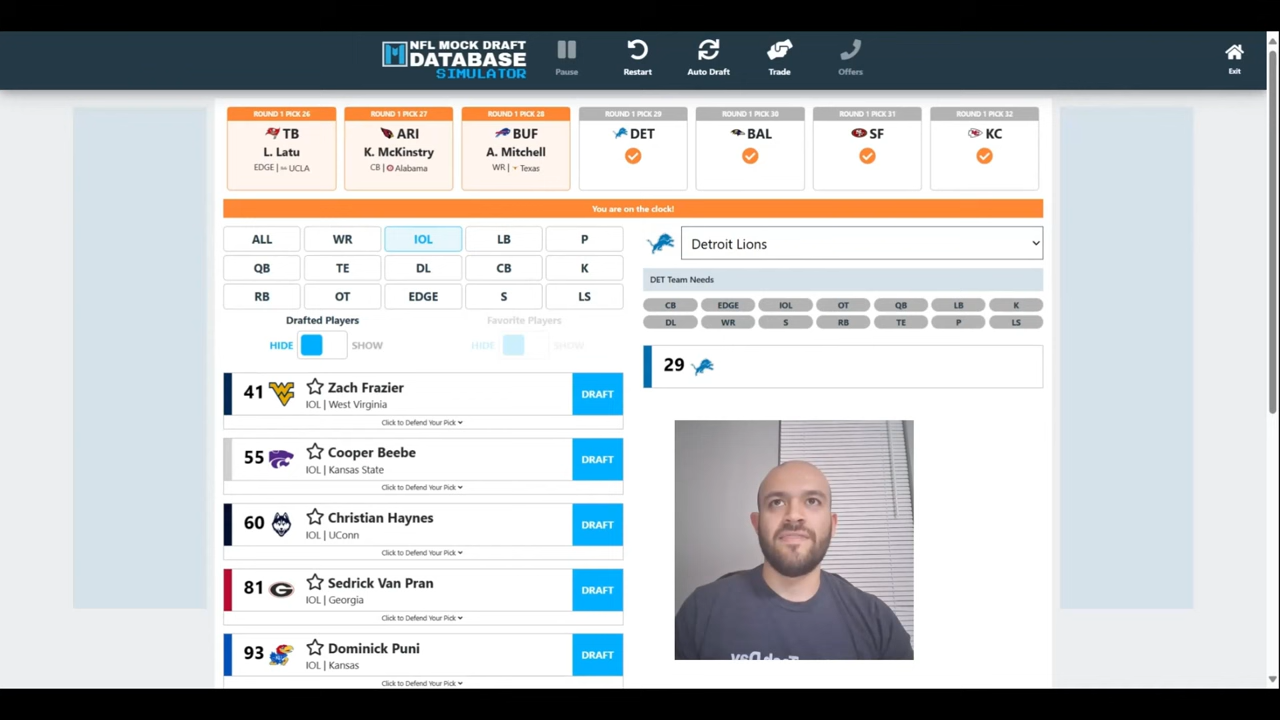 NFL MOCK DRAFT
DATABASE
SIMULATOR
Pause
Restart
Auto Draft
Trade
Offers
Exit
ROUND 1 PICK 26
TB
L. Latu
EDGE | UCLA
ROUND 1 PICK 27
ARI
K. McKinstry
CB | Alabama
ROUND 1 PICK 28
BUF
A. Mitchell
WR | Texas
ROUND 1 PICK 29
DET
ROUND 1 PICK 30
BAL
ROUND 1 PICK 31
SF
ROUND 1 PICK 32
KC
You are on the clock!
ALL WR IOL LB P
QB TE DL CB K
RB OT EDGE S LS
Drafted Players
HIDE SHOW
Favorite Players
HIDE SHOW
41 Zach Frazier
IOL | West Virginia
DRAFT
Click to Defend Your Pick
55 Cooper Beebe
IOL | Kansas State
DRAFT
Click to Defend Your Pick
60 Christian Haynes
IOL | UConn
DRAFT
Click to Defend Your Pick
81 Sedrick Van Pran
IOL | Georgia
DRAFT
Click to Defend Your Pick
93 Dominick Puni
IOL | Kansas
DRAFT
Click to Defend Your Pick
Detroit Lions
DET Team Needs
CB EDGE IOL OT QB LB K
DL WR S RB TE P LS
29